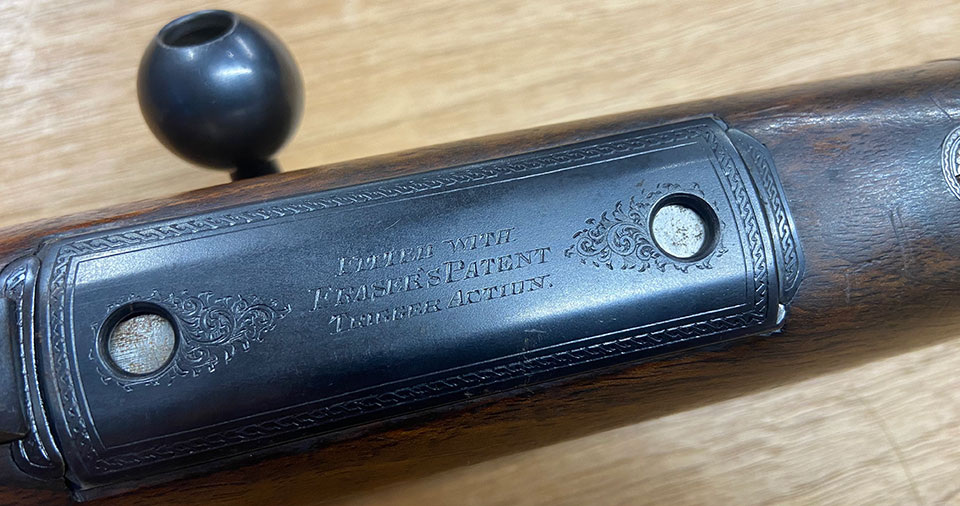 FITTED WITH
FRASER'S PATENT
TRIGGER ACTION.